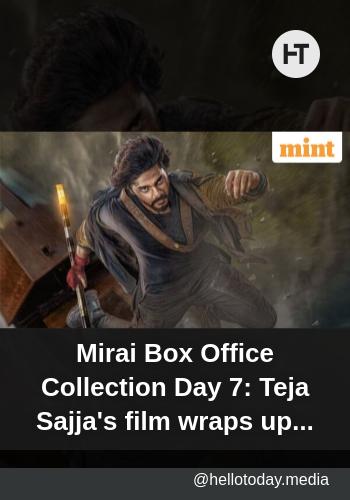 HT
mint
Mirai Box Office
Collection Day 7: Teja
Sajja's film wraps up...
@hellotoday.media